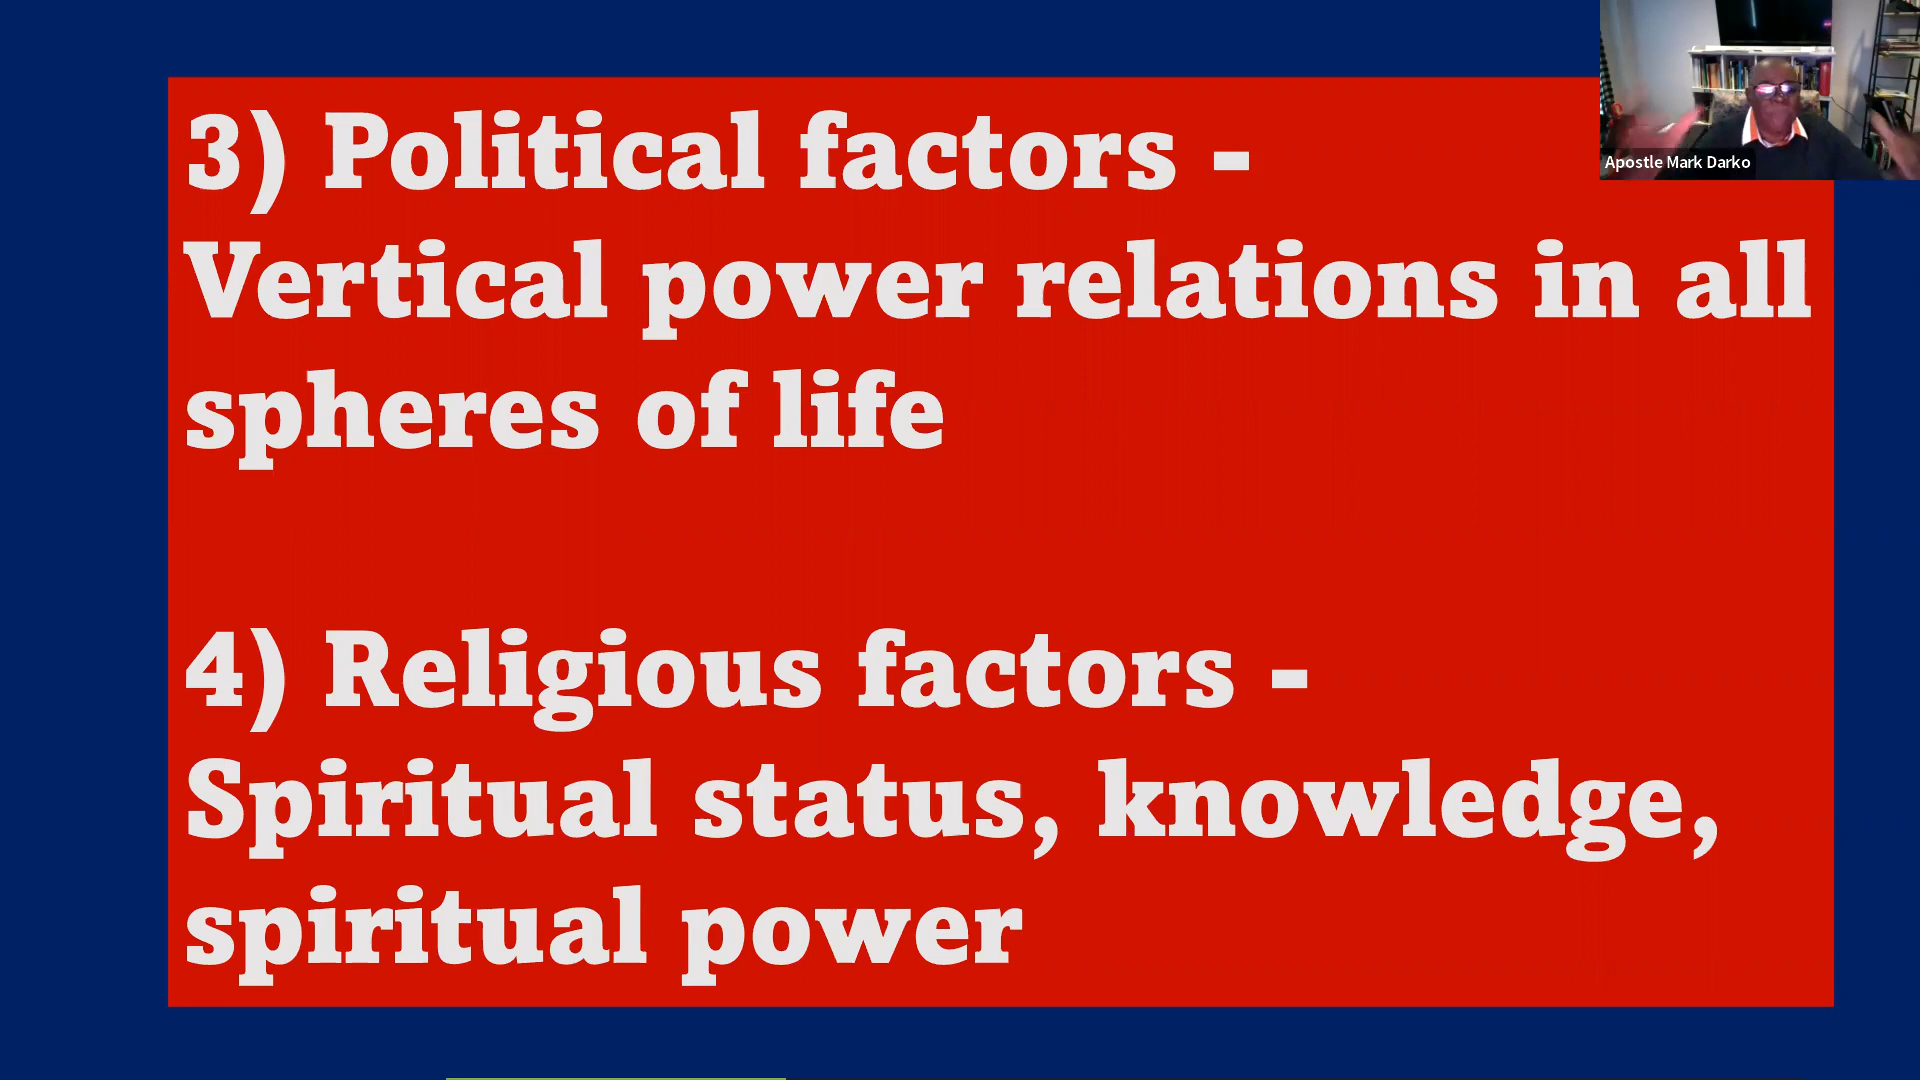 3) Political factors -
Vertical power relations in all
spheres of life
4) Religious factors -
Spiritual status, knowledge,
spiritual power
Apostle Mark Darko